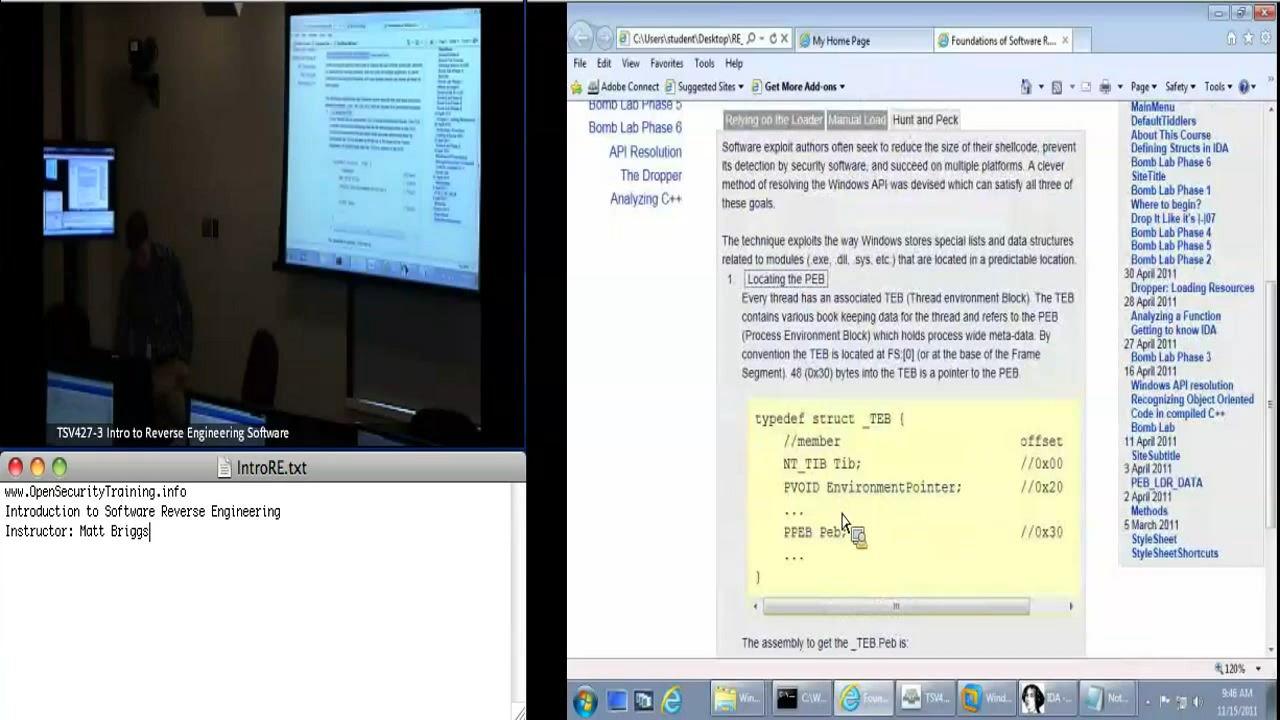 TSV427-3 Intro to Reverse Engineering Software
IntroRE.txt
www.OpenSecurityTraining.info
Introduction to Software Reverse Engineering
Instructor: Matt Briggs
C:\Users\student\Desktop\RE_F
My Home Page
Foundations of Software R...
File Edit View Favorites Tools Help
Adobe Connect Suggested Sites Get More Add-ons
Page Safety Tools
Bomb Lab Phase 5
Bomb Lab Phase 6
API Resolution
The Dropper
Analyzing C++
Relying on the Loader Manual Link Hunt and Peck
Software exploit authors often seek to reduce the size of their shellcode, prevent
its detection by security software, and succeed on multiple platforms. A clever
method of resolving the Windows API was devised which can satisfy all three of
these goals.
The technique exploits the way Windows stores special lists and data structures
related to modules (.exe, .dll, .sys, etc.) that are located in a predictable location.
1. Locating the PEB
Every thread has an associated TEB (Thread environment Block). The TEB
contains various book keeping data for the thread and refers to the PEB
(Process Environment Block) which holds process wide meta-data. By
convention the TEB is located at FS:[0] (or at the base of the Frame
Segment). 48 (0x30) bytes into the TEB is a pointer to the PEB
typedef struct _TEB {
//member offset
NT_TIB Tib; //0x00
PVOID EnvironmentPointer; //0x20
...
PPEB Peb; //0x30
...
}
The assembly to get the _TEB.Peb is:
MainMenu
DefaultTiddlers
About This Course
Defining Structs in IDA
Bomb Lab Phase 6
SiteTitle
Bomb Lab Phase 1
Where to begin?
Drop It Like it's |-|07
Bomb Lab Phase 4
Bomb Lab Phase 5
Bomb Lab Phase 2
30 April 2011
Dropper: Loading Resources
28 April 2011
Analyzing a Function
Getting to know IDA
27 April 2011
Bomb Lab Phase 3
16 April 2011
Windows API resolution
Recognizing Object Oriented
Code in compiled C++
Bomb Lab
11 April 2011
SiteSubtitle
3 April 2011
PEB_LDR_DATA
2 April 2011
Methods
5 March 2011
StyleSheet
StyleSheetShortcuts
120%
Win... C:\W... Foun... TSV4... Wind... IDA -... Not...
9:46 AM
11/15/2011